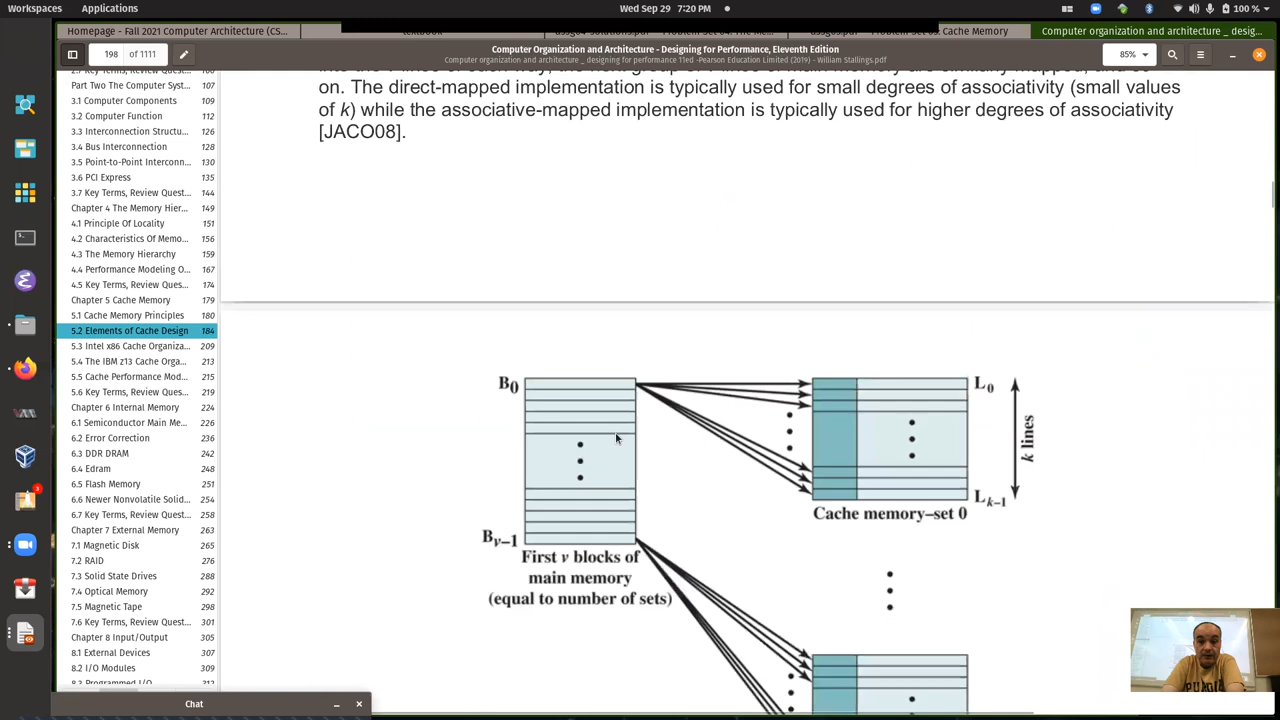 Workspaces
Applications
Wed Sep 29 7:20 PM
100 %
Homepage - Fall 2021 Computer Architecture (CS...
textbook
Cache Memory
Computer organization and architecture _ desig...
198 of 1111
Computer Organization and Architecture - Designing for Performance, Eleventh Edition
Computer organization and architecture _ designing for performance 11ed -Pearson Education Limited (2019) - William Stallings.pdf
85%
Part Two The Computer Syst... 107
3.1 Computer Components 109
3.2 Computer Function 112
3.3 Interconnection Structu... 126
3.4 Bus Interconnection 128
3.5 Point-to-Point Interconn... 130
3.6 PCI Express 135
3.7 Key Terms, Review Quest... 144
Chapter 4 The Memory Hier... 149
4.1 Principle Of Locality 151
4.2 Characteristics Of Memo... 156
4.3 The Memory Hierarchy 159
4.4 Performance Modeling O... 167
4.5 Key Terms, Review Quest... 174
Chapter 5 Cache Memory 179
5.1 Cache Memory Principles 180
5.2 Elements of Cache Design 184
5.3 Intel x86 Cache Organiza... 209
5.4 The IBM z13 Cache Orga... 213
5.5 Cache Performance Mod... 215
5.6 Key Terms, Review Ques... 219
Chapter 6 Internal Memory 224
6.1 Semiconductor Main Me... 226
6.2 Error Correction 236
6.3 DDR DRAM 242
6.4 Edram 248
6.5 Flash Memory 251
6.6 Newer Nonvolatile Solid... 254
6.7 Key Terms, Review Quest... 258
Chapter 7 External Memory 263
7.1 Magnetic Disk 265
7.2 RAID 276
7.3 Solid State Drives 288
7.4 Optical Memory 292
7.5 Magnetic Tape 298
7.6 Key Terms, Review Ques... 301
Chapter 8 Input/Output 305
8.1 External Devices 307
8.2 I/O Modules 309
8.3 Programmed I/O 312
Chat
on. The direct-mapped implementation is typically used for small degrees of associativity (small values
of k) while the associative-mapped implementation is typically used for higher degrees of associativity
[JACO08].
B0
Bv–1
First v blocks of
main memory
(equal to number of sets)
L0
k lines
Lk–1
Cache memory–set 0